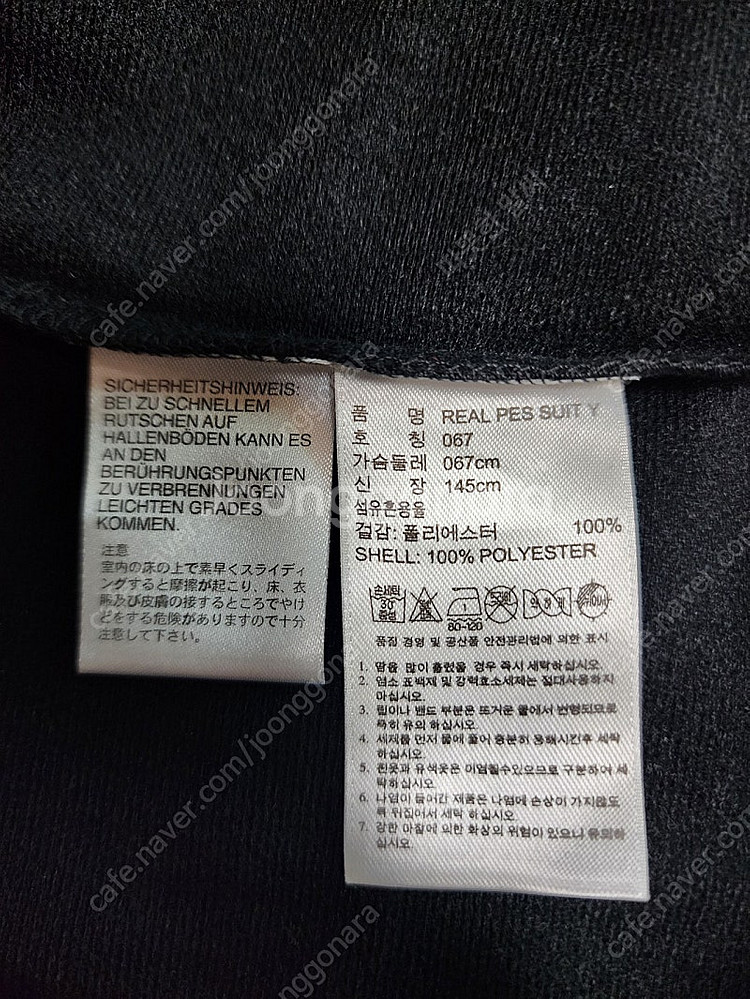 SICHERHEITSHINWEIS:
BEI ZU SCHNELLEM
RUTSCHEN AUF
HALLENBÖDEN KANN ES
AN DEN
BERÜHRUNGSPUNKTEN
ZU VERBRENNUNGEN
LEICHTEN GRADES
KOMMEN.
注意
室内の床の上で素早くスライディ
ングすると摩擦が起こり、床、衣
服及び皮膚の接するところでやけ
どをする危険がありますので十分
注意して下さい。
품 명 REAL PES SUIT Y
호 칭 067
가슴둘레 067cm
신 장 145cm
섬유혼용율
겉감: 폴리에스터 100%
SHELL: 100% POLYESTER
손세탁
30
중성
80-120
드라이
품질 경영 및 공산품 안전관리법에 의한 표시
1. 땀을 많이 흘렸을 경우 즉시 세탁하십시오.
2. 염소 표백제 및 강력효소세제는 절대사용하지
마십시오.
3. 립이나 밴드 부분은 뜨거운 물에서 변형되므로
특히 유의 하십시오.
4. 세제를 먼저 물에 풀어 충분히 용해시킨후 세탁
하십시오.
5. 흰옷과 유색옷은 이염될수있으므로 구분하여 세
탁하십시오.
6. 나염이 들어간 제품은 나염에 손상이 가지않도
록 뒤집어서 세탁 하십시오.
7. 강한 마찰에 의한 화상의 위험이 있으니 유의하
십시오.
cafe.naver.com/joonggonara